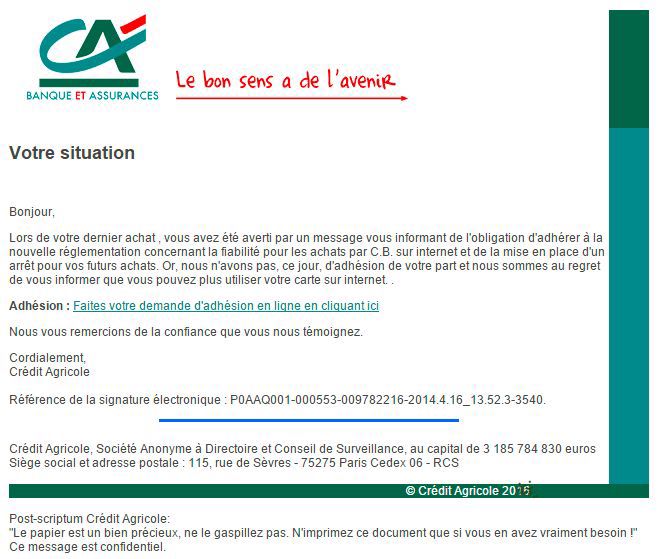 CA
BANQUE ET ASSURANCES
Le bon sens a de l'avenir
Votre situation
Bonjour,
Lors de votre dernier achat , vous avez été averti par un message vous informant de l'obligation d'adhérer à la
nouvelle réglementation concernant la fiabilité pour les achats par C.B. sur internet et de la mise en place d'un
arrêt pour vos futurs achats. Or, nous n'avons pas, ce jour, d'adhésion de votre part et nous sommes au regret
de vous informer que vous pouvez plus utiliser votre carte sur internet. .
Adhésion : Faites votre demande d'adhésion en ligne en cliquant ici
Nous vous remercions de la confiance que vous nous témoignez.
Cordialement,
Crédit Agricole
Référence de la signature électronique : P0AAQ001-000553-009782216-2014.4.16_13.52.3-3540.
Crédit Agricole, Société Anonyme à Directoire et Conseil de Surveillance, au capital de 3 185 784 830 euros
Siège social et adresse postale : 115, rue de Sèvres - 75275 Paris Cedex 06 - RCS
© Crédit Agricole
Post-scriptum Crédit Agricole:
"Le papier est un bien précieux, ne le gaspillez pas. N'imprimez ce document que si vous en avez vraiment besoin !"
Ce message est confidentiel.